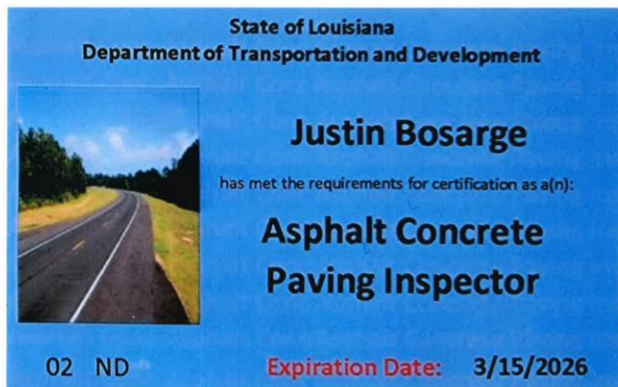 State of Louisiana
Department of Transportation and Development
Justin Bosarge
has met the requirements for certification as a(n):
Asphalt Concrete
Paving Inspector
02 ND
Expiration Date: 3/15/2026